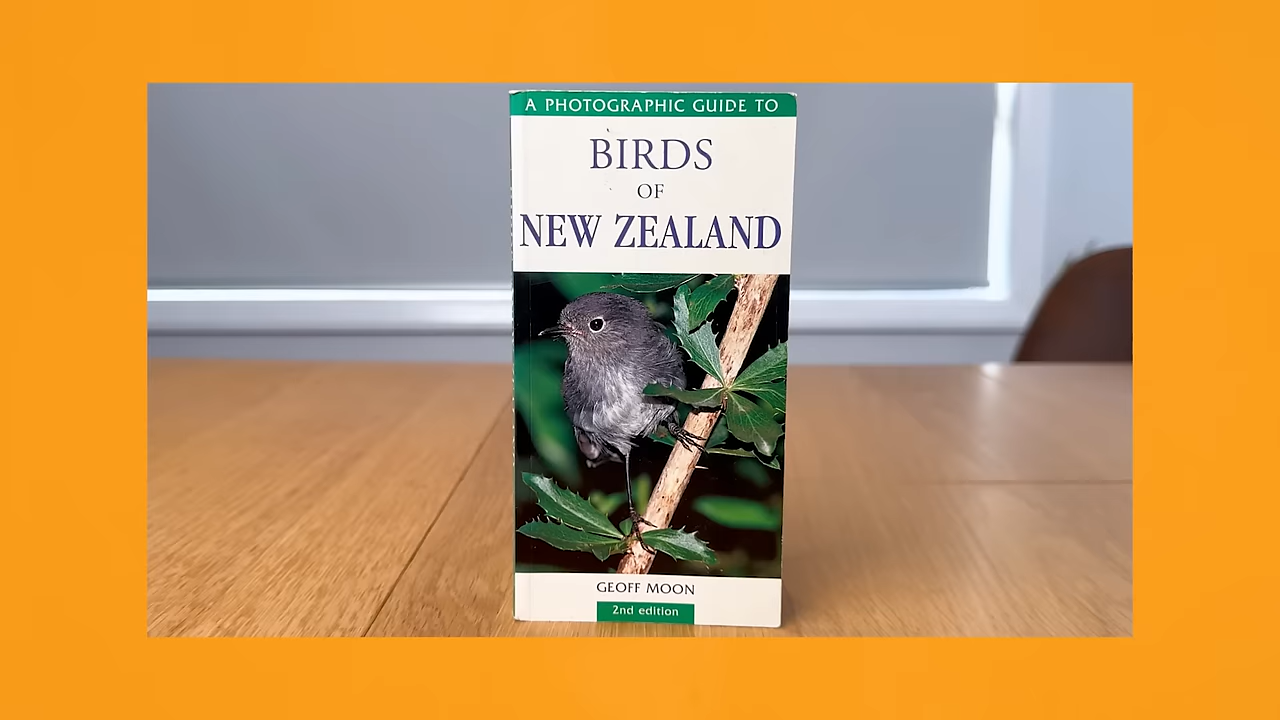 A PHOTOGRAPHIC GUIDE TO
BIRDS
OF
NEW ZEALAND
GEOFF MOON
2nd edition